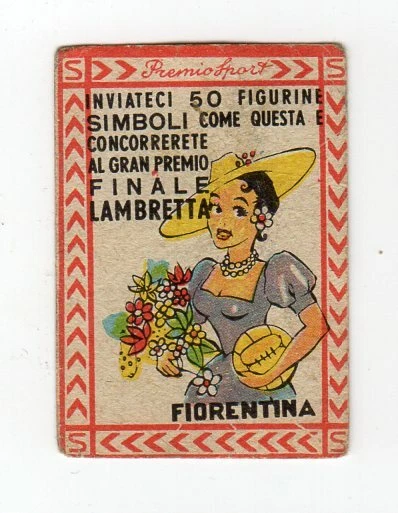 S Premio Sport S
INVIATECI 50 FIGURINE
SIMBOLI COME QUESTA E
CONCORRERETE
AL GRAN PREMIO
FINALE
LAMBRETTA
FIORENTINA
S S